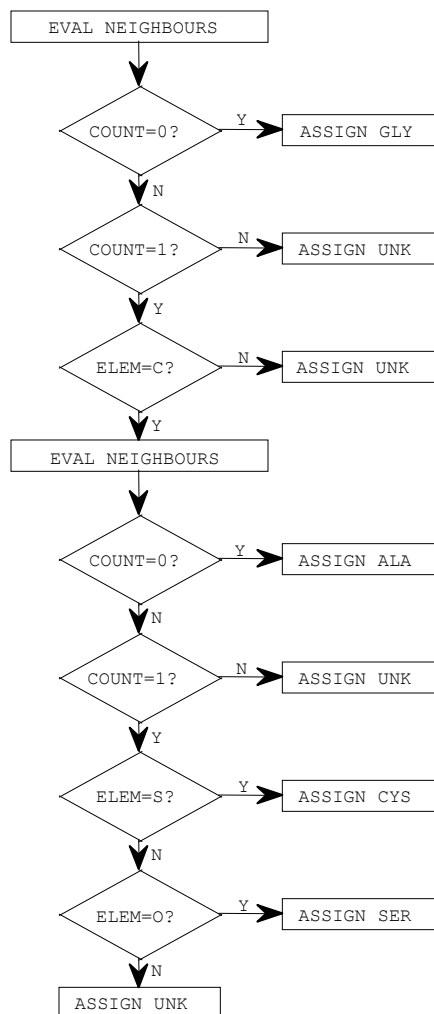 EVAL NEIGHBOURS
COUNT=0?
Y
ASSIGN GLY
N
COUNT=1?
N
ASSIGN UNK
Y
ELEM=C?
N
ASSIGN UNK
Y
EVAL NEIGHBOURS
COUNT=0?
Y
ASSIGN ALA
N
COUNT=1?
N
ASSIGN UNK
Y
ELEM=S?
Y
ASSIGN CYS
N
ELEM=O?
Y
ASSIGN SER
N
ASSIGN UNK